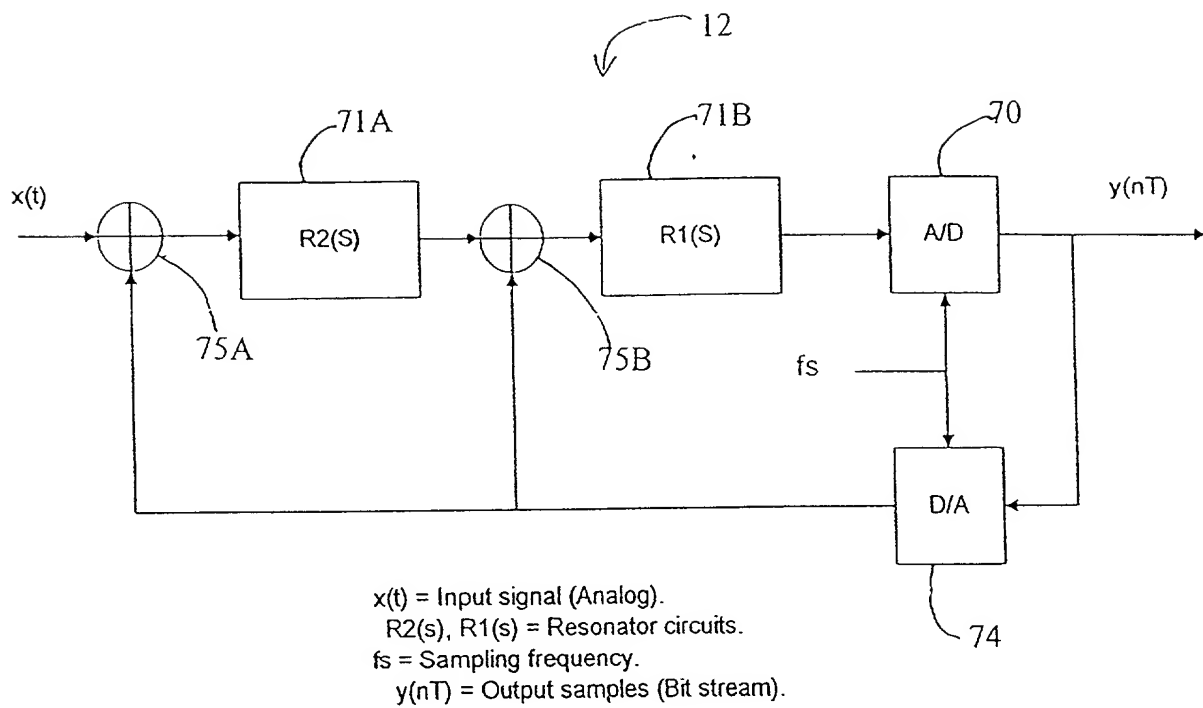 12
71A
71B
70
x(t)
R2(S)
R1(S)
A/D
y(nT)
75A
75B
fs
D/A
74
x(t) = Input signal (Analog).
R2(s), R1(s) = Resonator circuits.
fs = Sampling frequency.
y(nT) = Output samples (Bit stream).